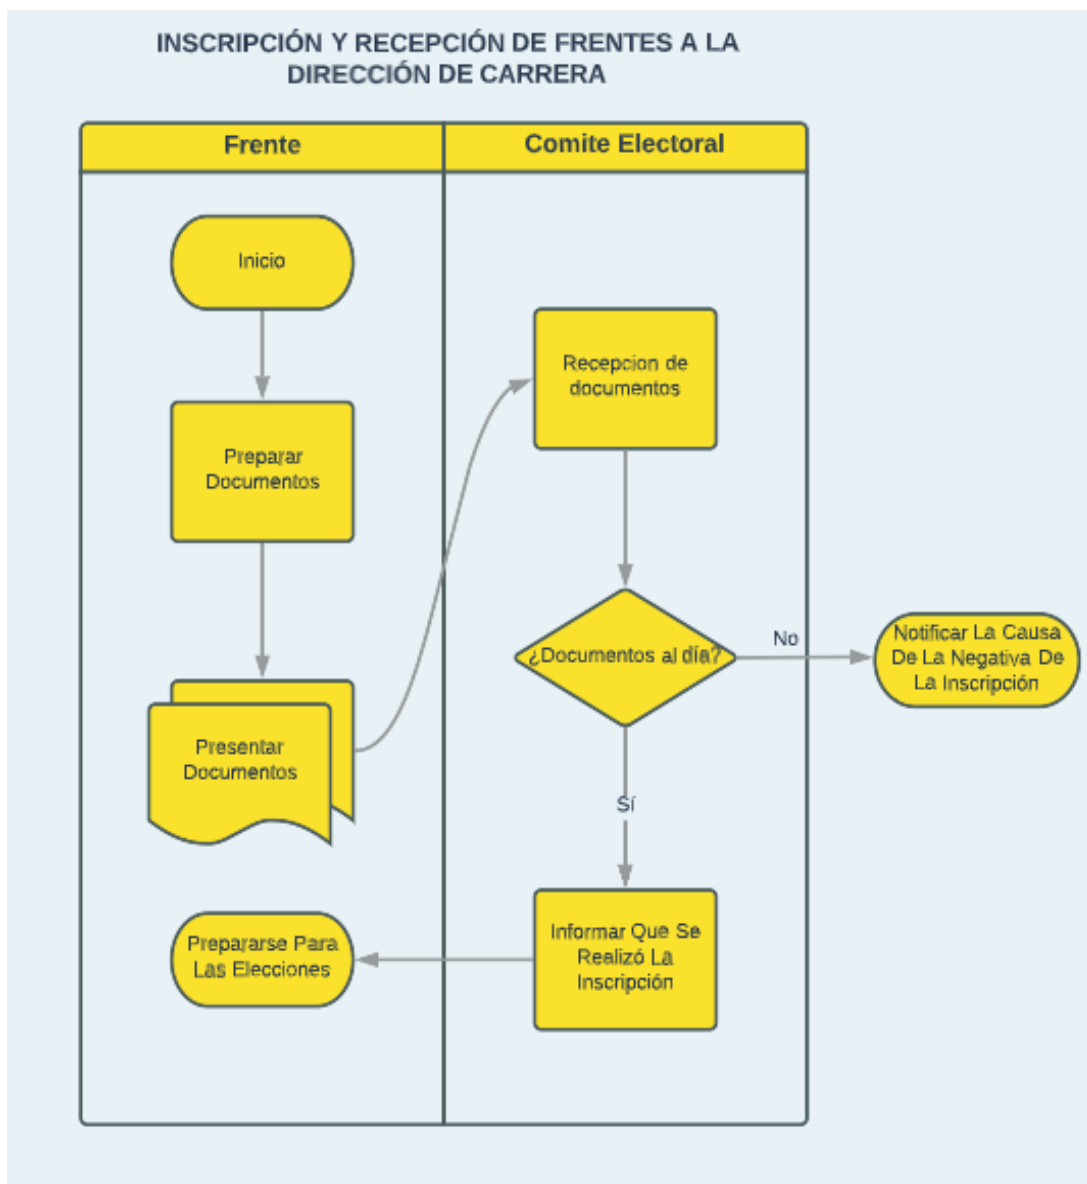 INSCRIPCIÓN Y RECEPCIÓN DE FRENTES A LA
DIRECCIÓN DE CARRERA
Frente
Comite Electoral
Inicio
Preparar
Documentos
Presentar
Documentos
Recepcion de
documentos
¿Documentos al día?
No
Notificar La Causa
De La Negativa De
La Inscripción
Sí
Informar Que Se
Realizó La
Inscripción
Prepararse Para
Las Elecciones